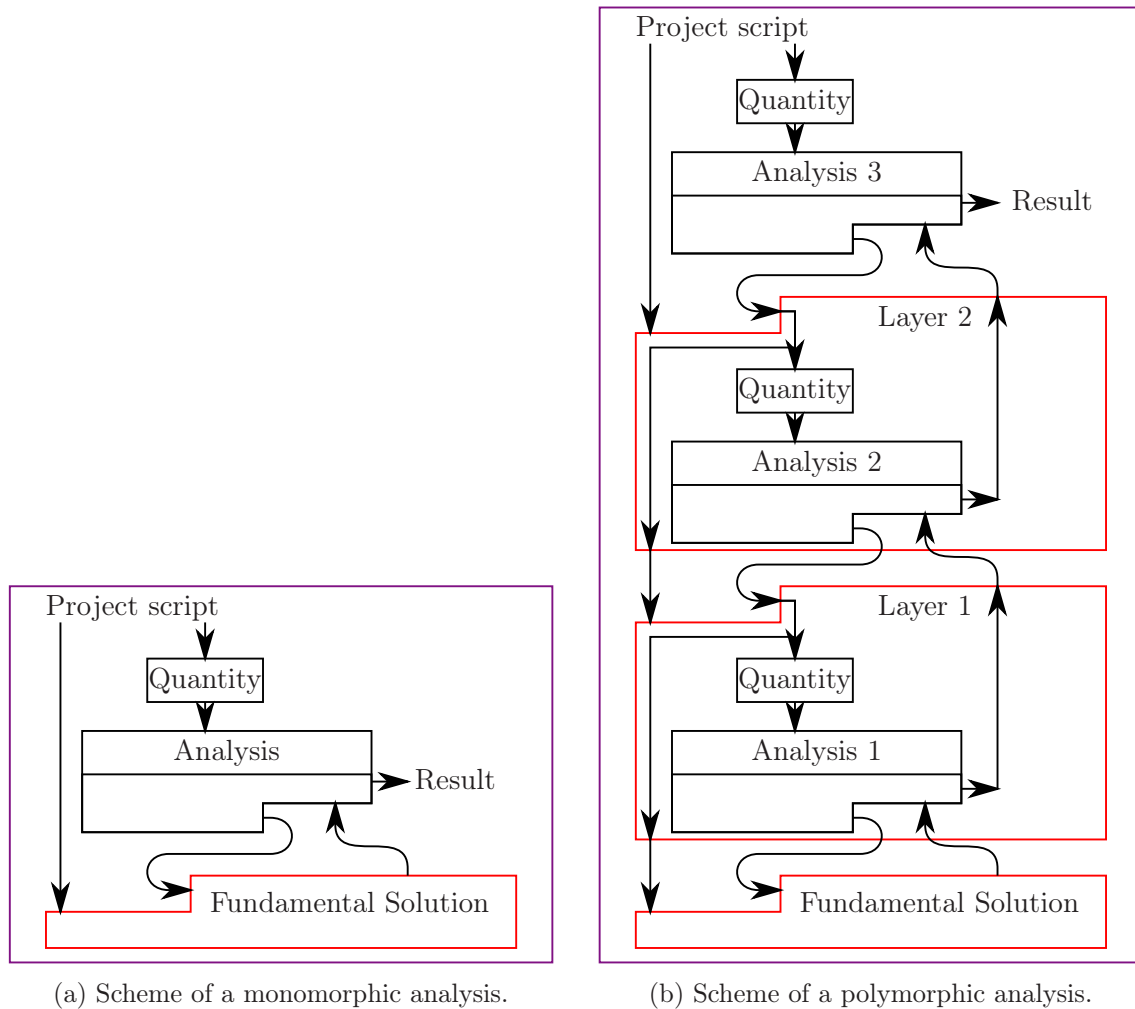 Project script
Quantity
Analysis
Result
Fundamental Solution
(a) Scheme of a monomorphic analysis.
Project script
Quantity
Analysis 3
Result
Layer 2
Quantity
Analysis 2
Layer 1
Quantity
Analysis 1
Fundamental Solution
(b) Scheme of a polymorphic analysis.